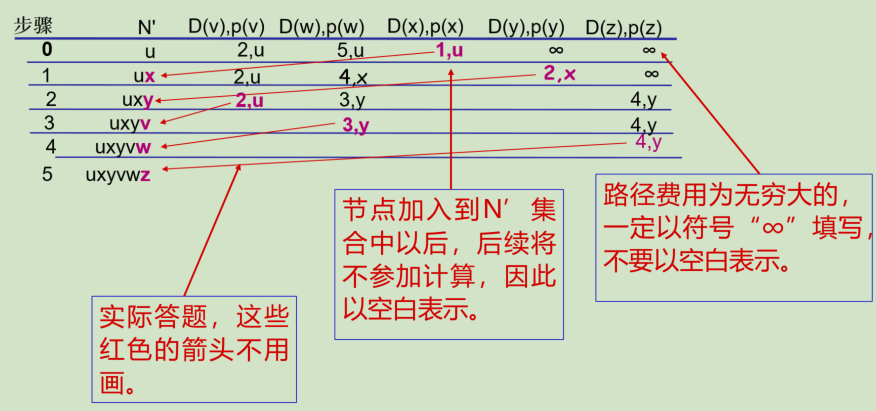 步骤 N' D(v),p(v) D(w),p(w) D(x),p(x) D(y),p(y) D(z),p(z)
0 u 2,u 5,u 1,u ∞ ∞
1 ux 2,u 4,x 2,x ∞
2 uxy 2,u 3,y 4,y
3 uxyv 3,y 4,y
4 uxyvw 4,y
5 uxyvwz
节点加入到N′集
合中以后，后续将
不参加计算，因此
以空白表示。
路径费用为无穷大的，
一定以符号“∞”填写，
不要以空白表示。
实际答题，这些
红色的箭头不用
画。